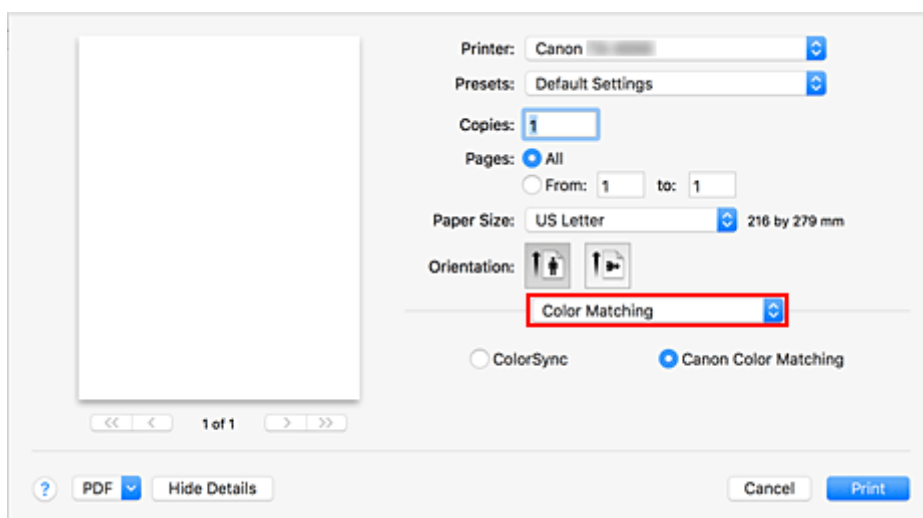 Printer: Canon
Presets: Default Settings
Copies: 1
Pages: All
From: 1 to: 1
Paper Size: US Letter 216 by 279 mm
Orientation:
Color Matching
ColorSync Canon Color Matching
<< < 1 of 1 > >>
? PDF Hide Details Cancel Print